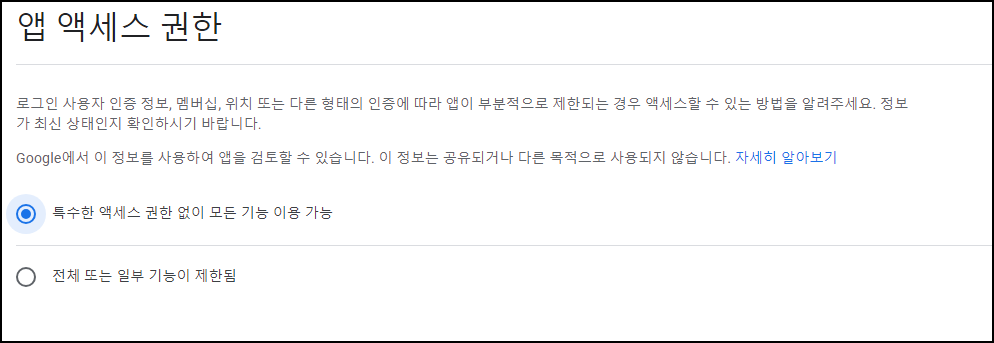 앱 액세스 권한
로그인 사용자 인증 정보, 멤버십, 위치 또는 다른 형태의 인증에 따라 앱이 부분적으로 제한되는 경우 액세스할 수 있는 방법을 알려주세요. 정보
가 최신 상태인지 확인하시기 바랍니다.
Google에서 이 정보를 사용하여 앱을 검토할 수 있습니다. 이 정보는 공유되거나 다른 목적으로 사용되지 않습니다. 자세히 알아보기
특수한 액세스 권한 없이 모든 기능 이용 가능
전체 또는 일부 기능이 제한됨